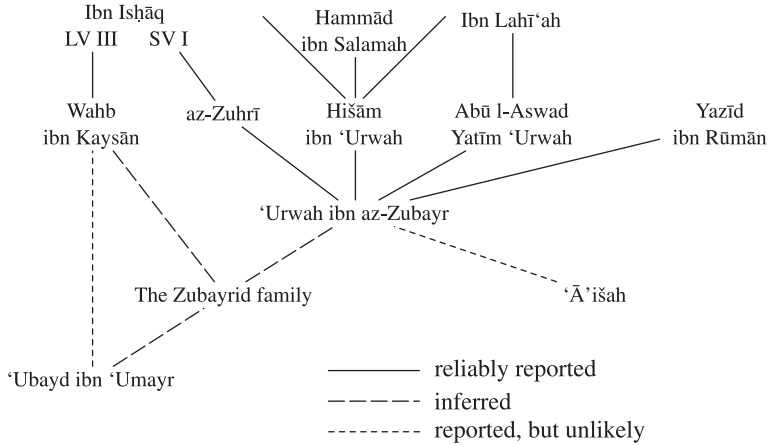 Ibn Isḥāq
LV III SV I
Hammād
ibn Salamah
Ibn Lahī‘ah
Wahb
ibn Kaysān
az-Zuhrī
Hišām
ibn ‘Urwah
Abū l-Aswad
Yatīm ‘Urwah
Yazīd
ibn Rūmān
‘Urwah ibn az-Zubayr
The Zubayrid family
‘Ā’išah
‘Ubayd ibn ‘Umayr
reliably reported
inferred
reported, but unlikely